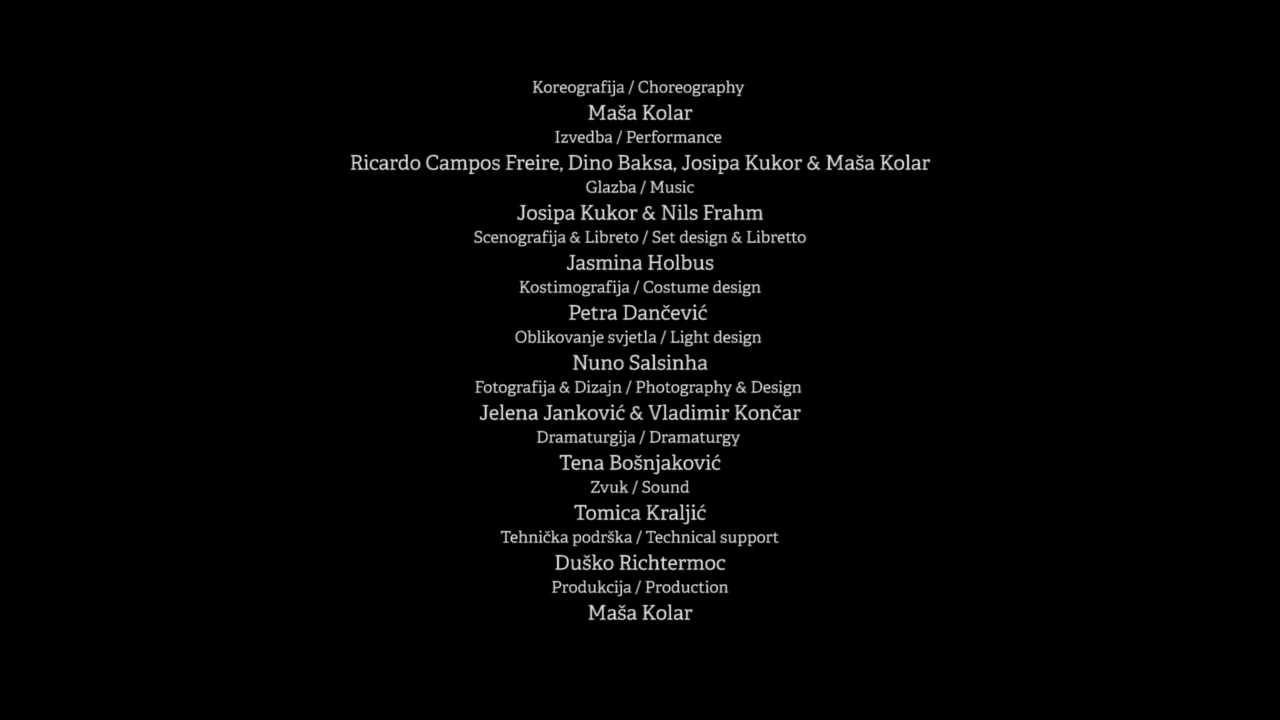 Koreografija / Choreography
Maša Kolar
Izvedba / Performance
Ricardo Campos Freire, Dino Baksa, Josipa Kukor & Maša Kolar
Glazba / Music
Josipa Kukor & Nils Frahm
Scenografija & Libreto / Set design & Libretto
Jasmina Holbus
Kostimografija / Costume design
Petra Dančević
Oblikovanje svjetla / Light design
Nuno Salsinha
Fotografija & Dizajn / Photography & Design
Jelena Janković & Vladimir Končar
Dramaturgija / Dramaturgy
Tena Bošnjaković
Zvuk / Sound
Tomica Kraljić
Tehnička podrška / Technical support
Duško Richtermoc
Produkcija / Production
Maša Kolar